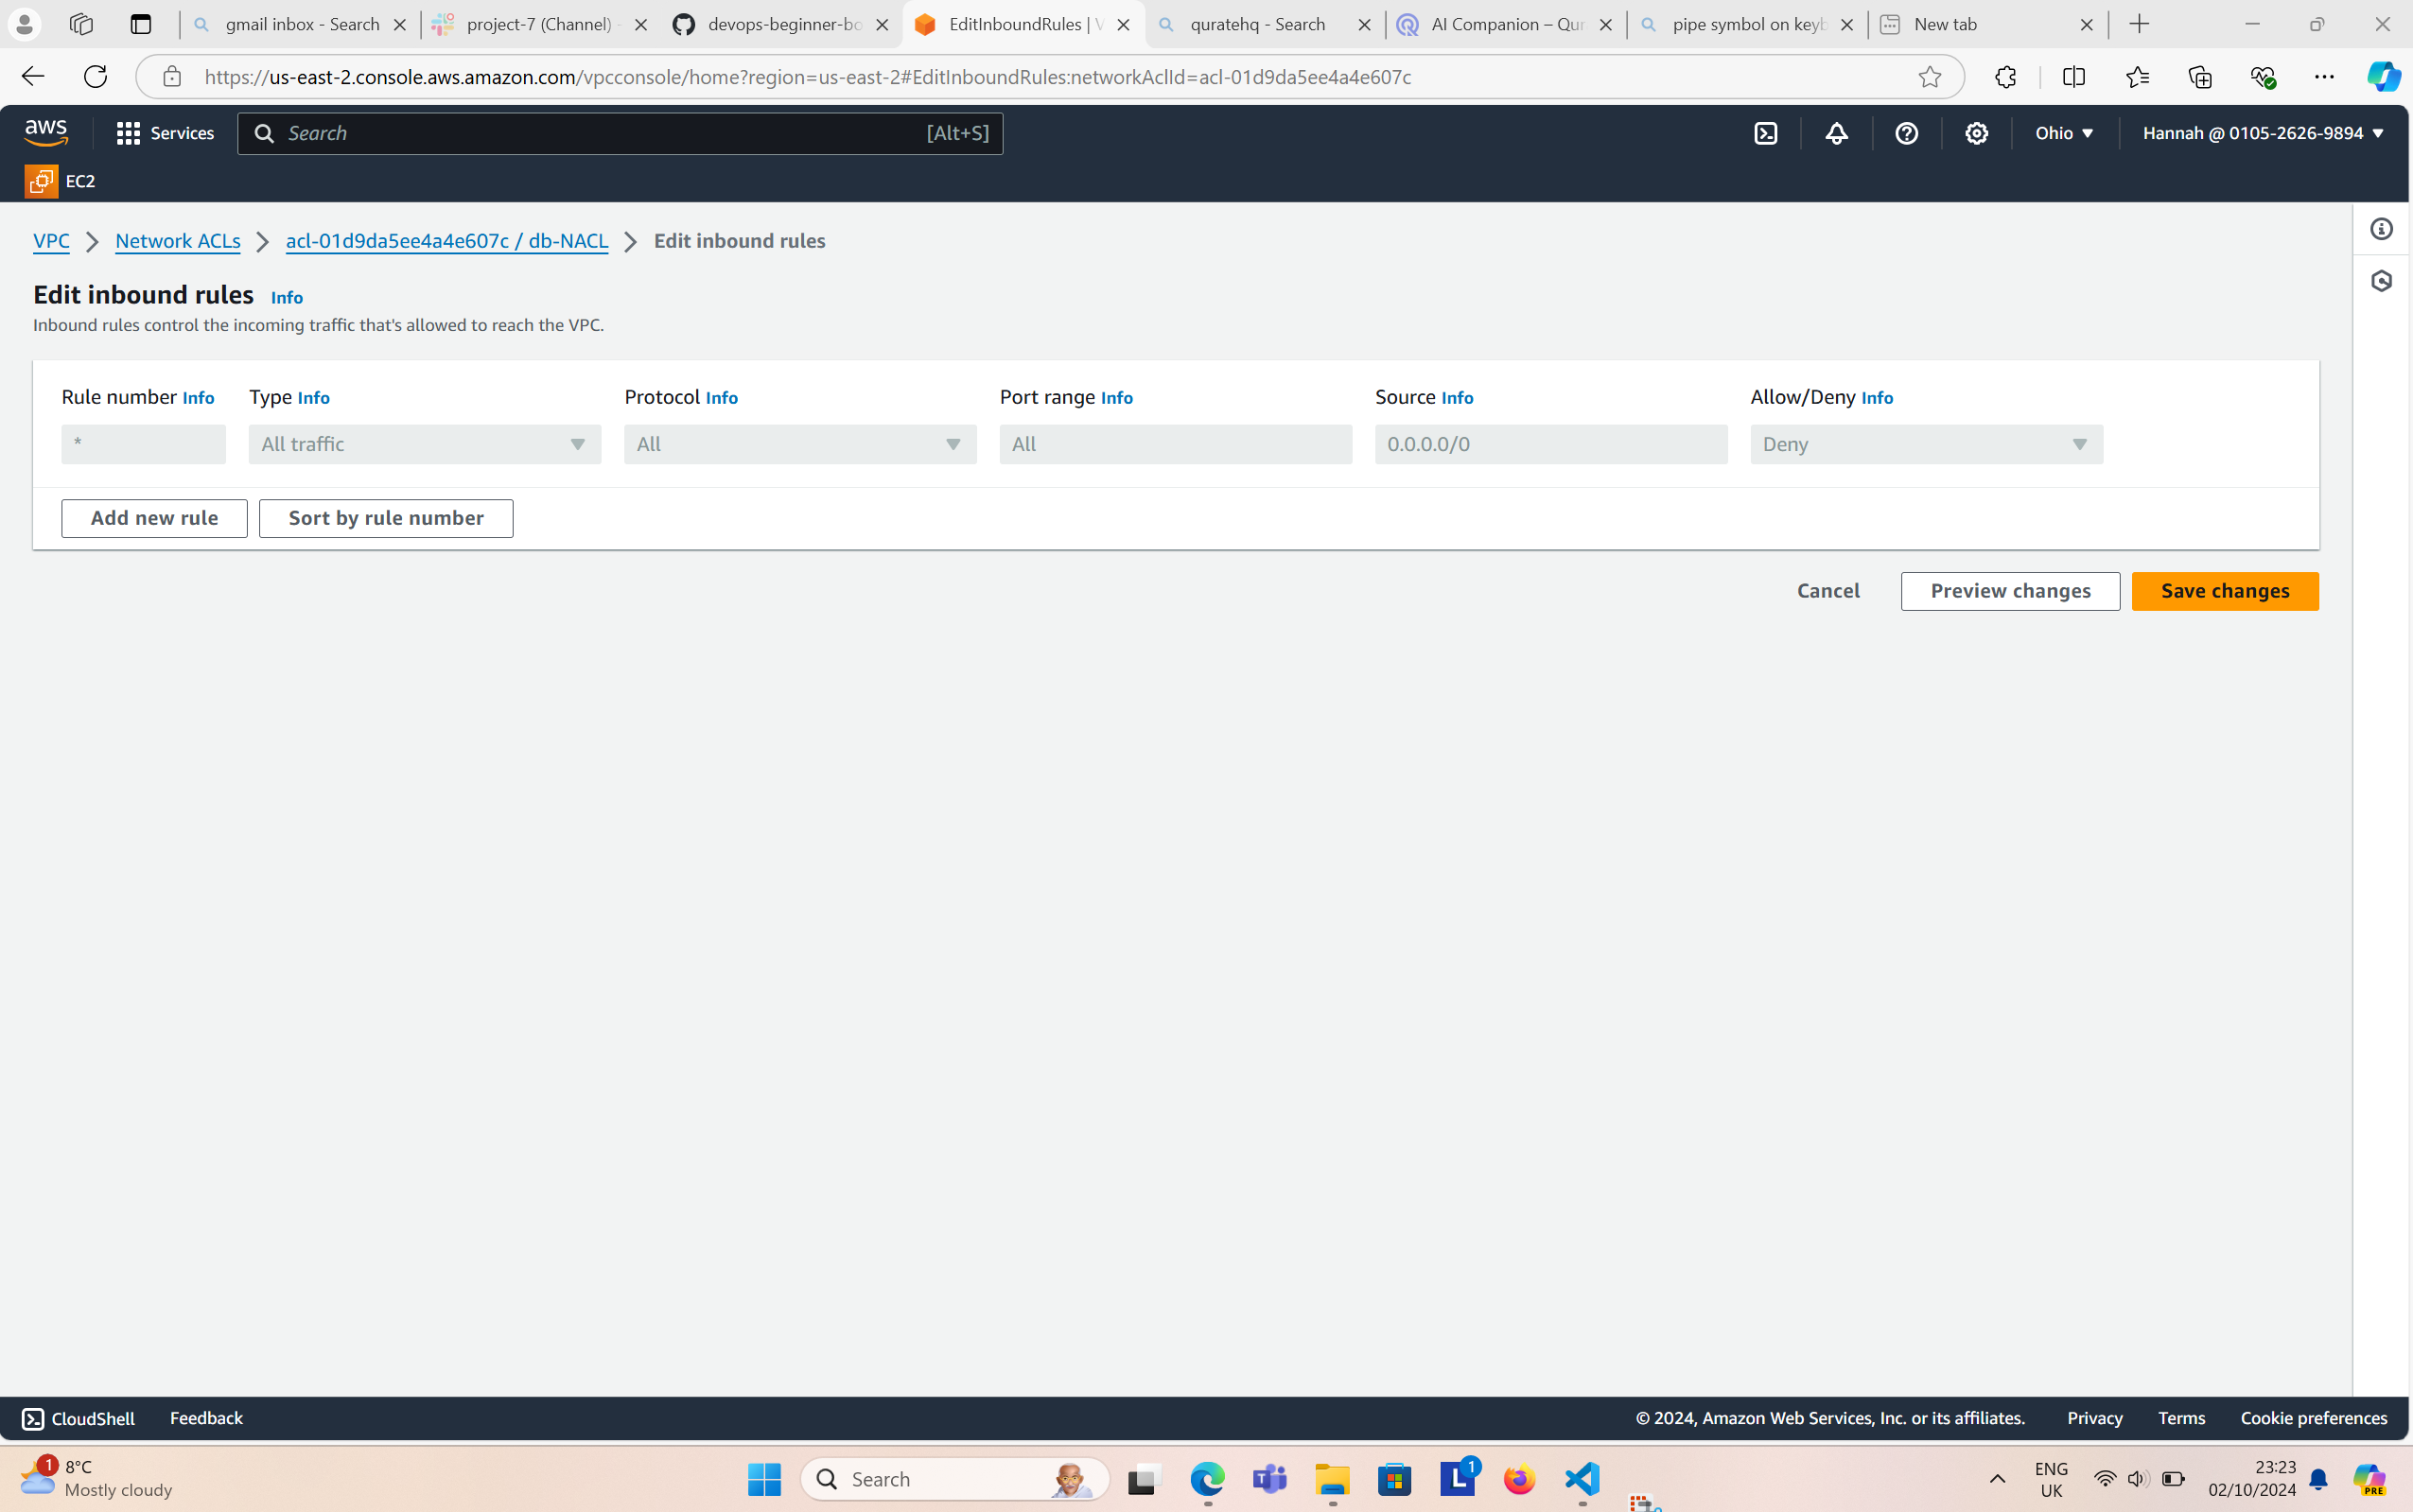 gmail inbox - Search
project-7 (Channel) -
devops-beginner-bo
EditInboundRules | V
quratehq - Search
AI Companion – Qur
pipe symbol on keyb
New tab
https://us-east-2.console.aws.amazon.com/vpcconsole/home?region=us-east-2#EditInboundRules:networkAclId=acl-01d9da5ee4a4e607c
aws Services Search [Alt+S] Ohio Hannah @ 0105-2626-9894
EC2
VPC > Network ACLs > acl-01d9da5ee4a4e607c / db-NACL > Edit inbound rules
Edit inbound rules Info
Inbound rules control the incoming traffic that's allowed to reach the VPC.
Rule number Info Type Info Protocol Info Port range Info Source Info Allow/Deny Info
* All traffic All All 0.0.0.0/0 Deny
Add new rule Sort by rule number
Cancel Preview changes Save changes
CloudShell Feedback © 2024, Amazon Web Services, Inc. or its affiliates. Privacy Terms Cookie preferences
1 8°C
Mostly cloudy
Search
T
L 1
ENG
UK
23:23
02/10/2024
PRE